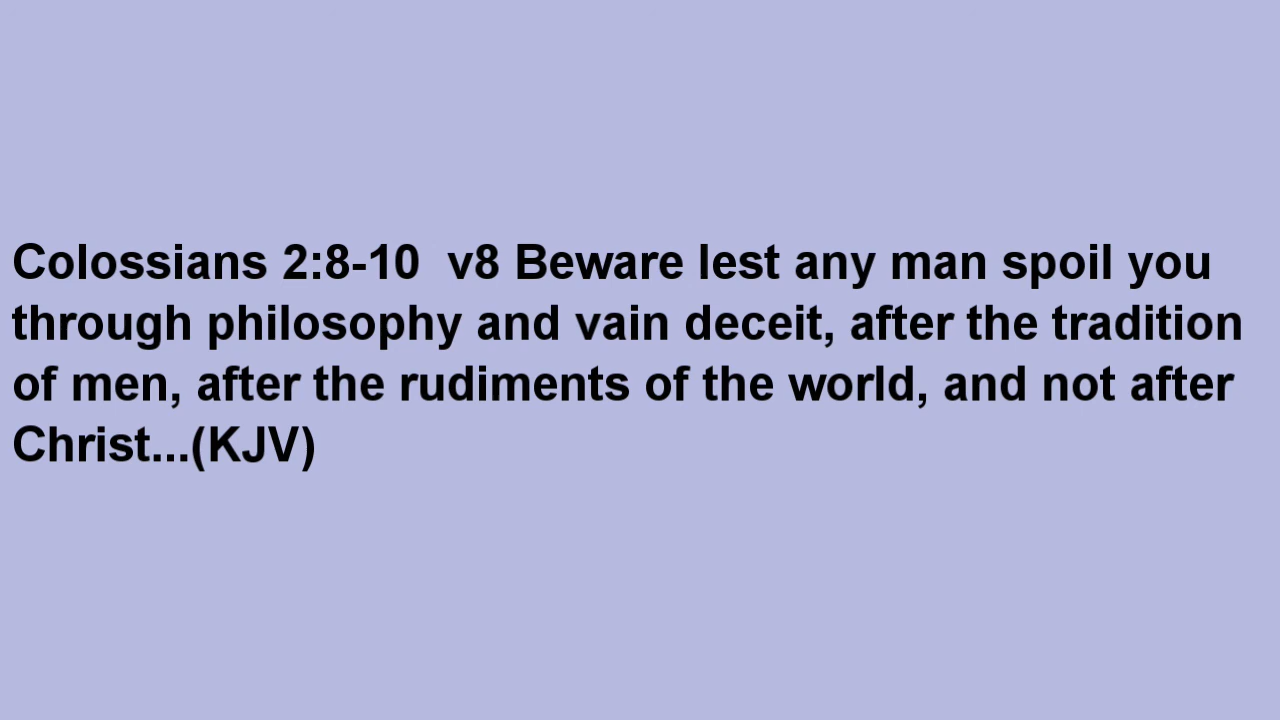 Colossians 2:8-10  v8 Beware lest any man spoil you
through philosophy and vain deceit, after the tradition
of men, after the rudiments of the world, and not after
Christ...(KJV)